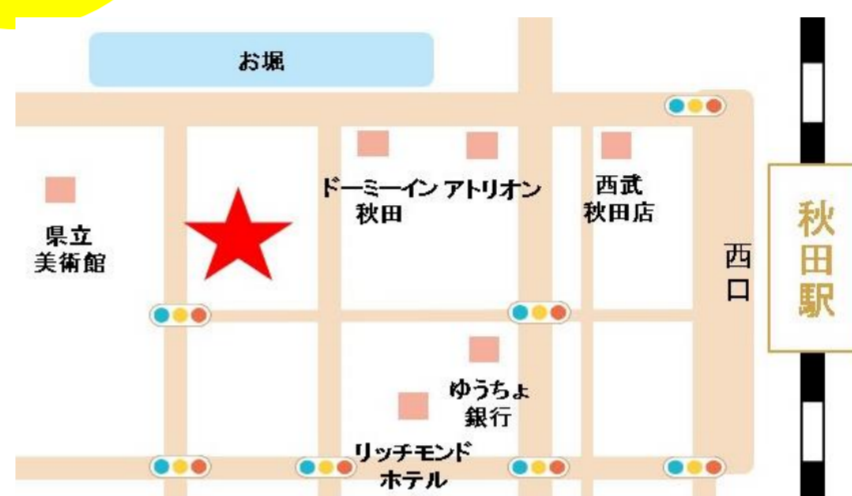 お堀
ドーミーイン
秋田
アトリオン
西武
秋田店
県立
美術館
西口
秋田駅
ゆうちょ
銀行
リッチモンド
ホテル